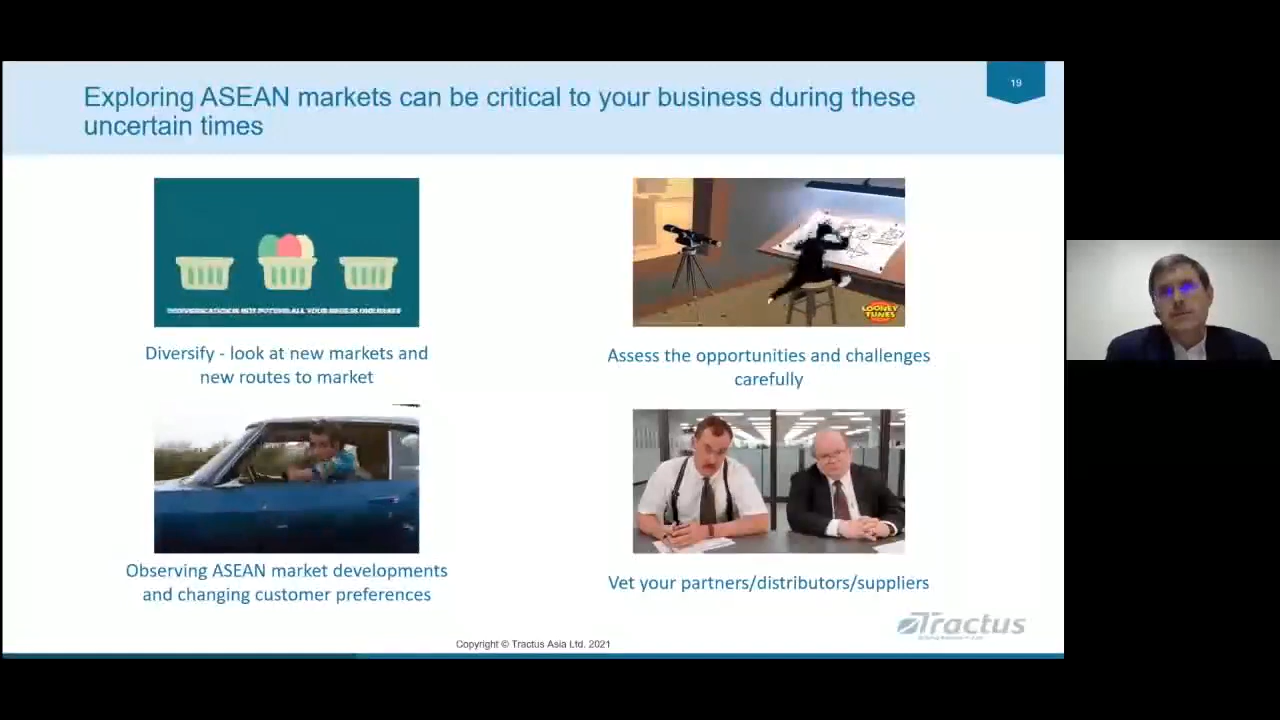 Exploring ASEAN markets can be critical to your business during these
uncertain times
19
Diversify - look at new markets and
new routes to market
LOONEY
TUNES
Assess the opportunities and challenges
carefully
Observing ASEAN market developments
and changing customer preferences
Vet your partners/distributors/suppliers
Tractus
Copyright © Tractus Asia Ltd. 2021